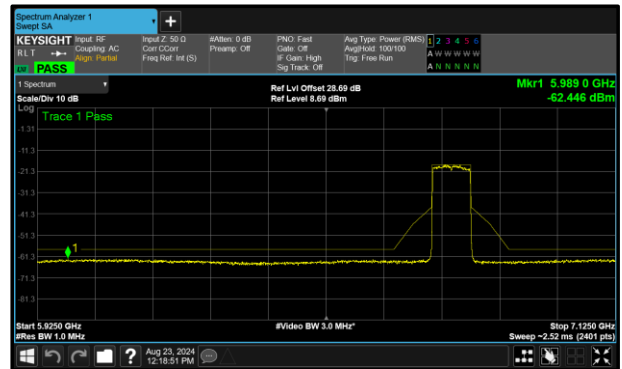 Spectrum Analyzer 1
Swept SA
+
KEYSIGHT
RLT
PASS
Input: RF
Coupling: AC
Align: Partial
Input Z: 50 Ω
Corr CCorr
Freq Ref: Int (S)
#Atten: 0 dB
Preamp: Off
PNO: Fast
Gate: Off
IF Gain: High
Sig Track: Off
Avg Type: Power (RMS)
Avg|Hold: 100/100
Trig: Free Run
1 2 3 4 5 6
A W W W W W
A N N N N N
1 Spectrum
Scale/Div 10 dB
Ref Lvl Offset 28.69 dB
Ref Level 8.69 dBm
Mkr1 5.989 0 GHz
-62.446 dBm
Log
Trace 1 Pass
-1.31
-11.3
-21.3
-31.3
-41.3
-51.3
-61.3
-71.3
-81.3
1
Start 5.9250 GHz
#Res BW 1.0 MHz
#Video BW 3.0 MHz*
Stop 7.1250 GHz
Sweep ~2.52 ms (2401 pts)
?
Aug 23, 2024
12:18:51 PM